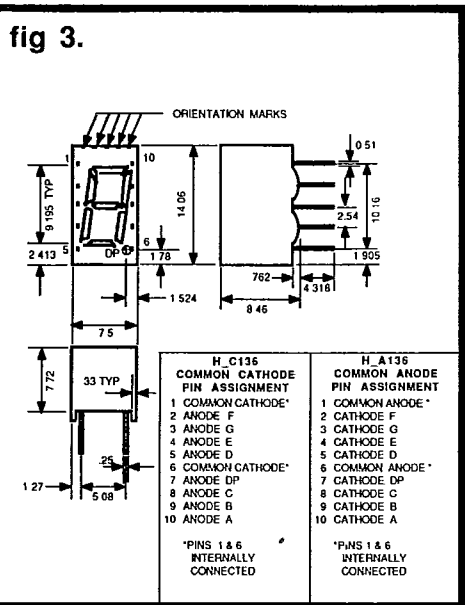 fig 3.
ORIENTATION MARKS
1
10
9 195 TYP
14 06
2 413
5
DP
6
1 78
1 524
7 5
0 51
2.54
10 16
1 905
762
4 318
8 46
7 72
33 TYP
.25
1 27
5 08
H_C136
COMMON CATHODE
PIN ASSIGNMENT
1 COMMON CATHODE*
2 ANODE F
3 ANODE G
4 ANODE E
5 ANODE D
6 COMMON CATHODE*
7 ANODE DP
8 ANODE C
9 ANODE B
10 ANODE A
*PINS 1 & 6
INTERNALLY
CONNECTED
H_A136
COMMON ANODE
PIN ASSIGNMENT
1 COMMON ANODE*
2 CATHODE F
3 CATHODE G
4 CATHODE E
5 CATHODE D
6 COMMON ANODE *
7 CATHODE DP
8 CATHODE C
9 CATHODE B
10 CATHODE A
*PINS 1 & 6
INTERNALLY
CONNECTED